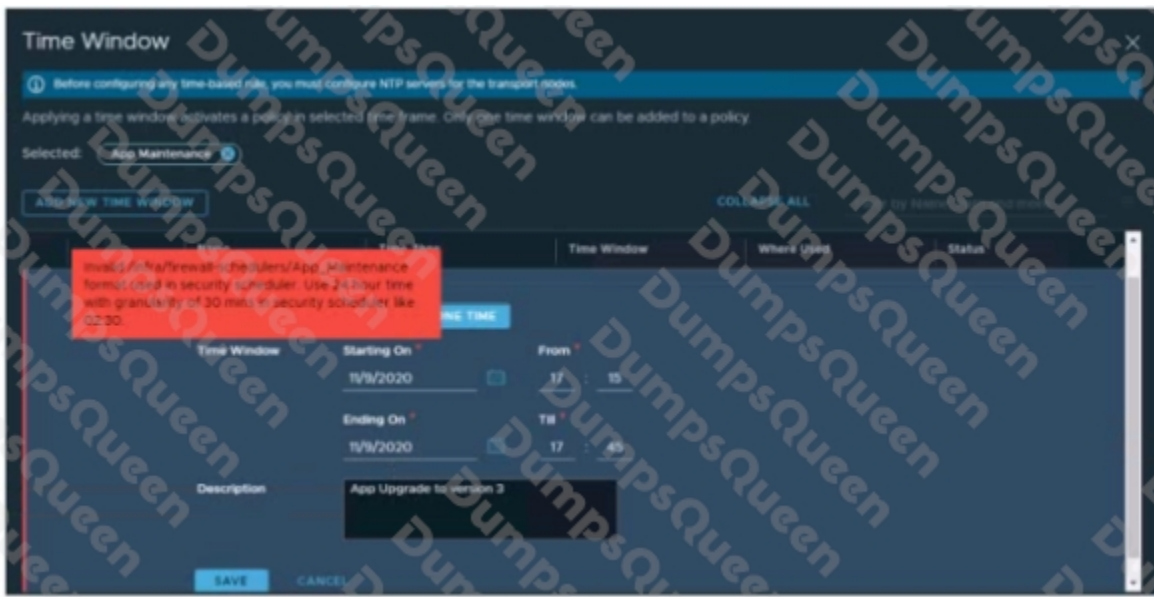 Time Window
Before configuring any time-based rule, you must configure NTP servers for the transport nodes.
Applying a time window activates a policy in selected time frame. Only one time window can be added to a policy.
Selected: App Maintenance
ADD NEW TIME WINDOW
COLLAPSE ALL
Name Time Window Where Used Status
Invalid /infra/firewall-schedulers/App_Maintenance
format used in security scheduler. Use 24 hour time
with granularity of 30 mins in security scheduler like
02:30.
ONE TIME
Time Window Starting On * From *
11/9/2020 17 : 15
Ending On * Till *
11/9/2020 17 : 45
Description App Upgrade to version 3
SAVE CANCEL
DumpsQueen